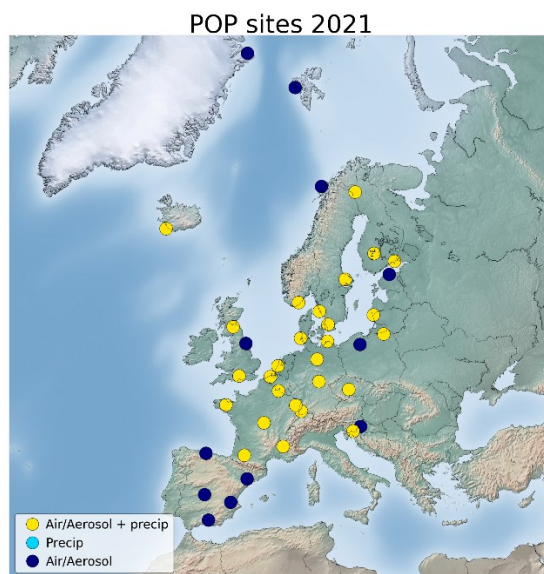 POP sites 2021
Air/Aerosol + precip
Precip
Air/Aerosol